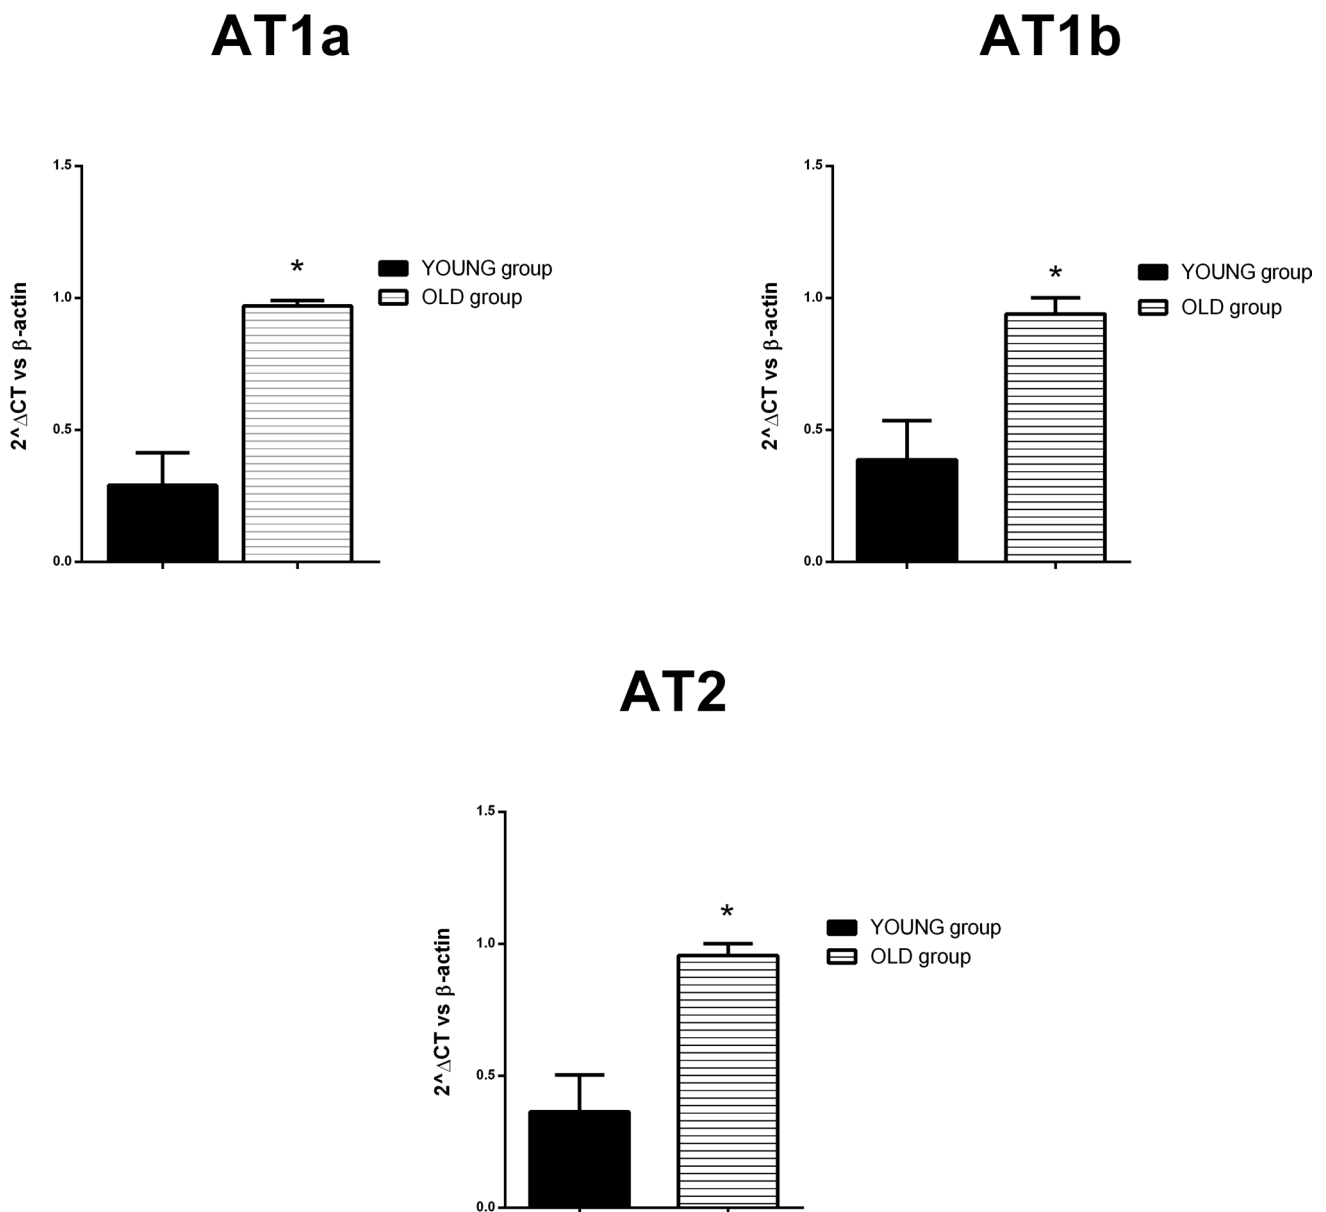 AT1a
AT1b
1.5
1.0
0.5
0.0
2^ΔCT vs β-actin
*
YOUNG group
OLD group
1.5
1.0
0.5
0.0
2^ΔCT vs β-actin
*
YOUNG group
OLD group
AT2
1.5
1.0
0.5
0.0
2^ΔCT vs β-actin
*
YOUNG group
OLD group